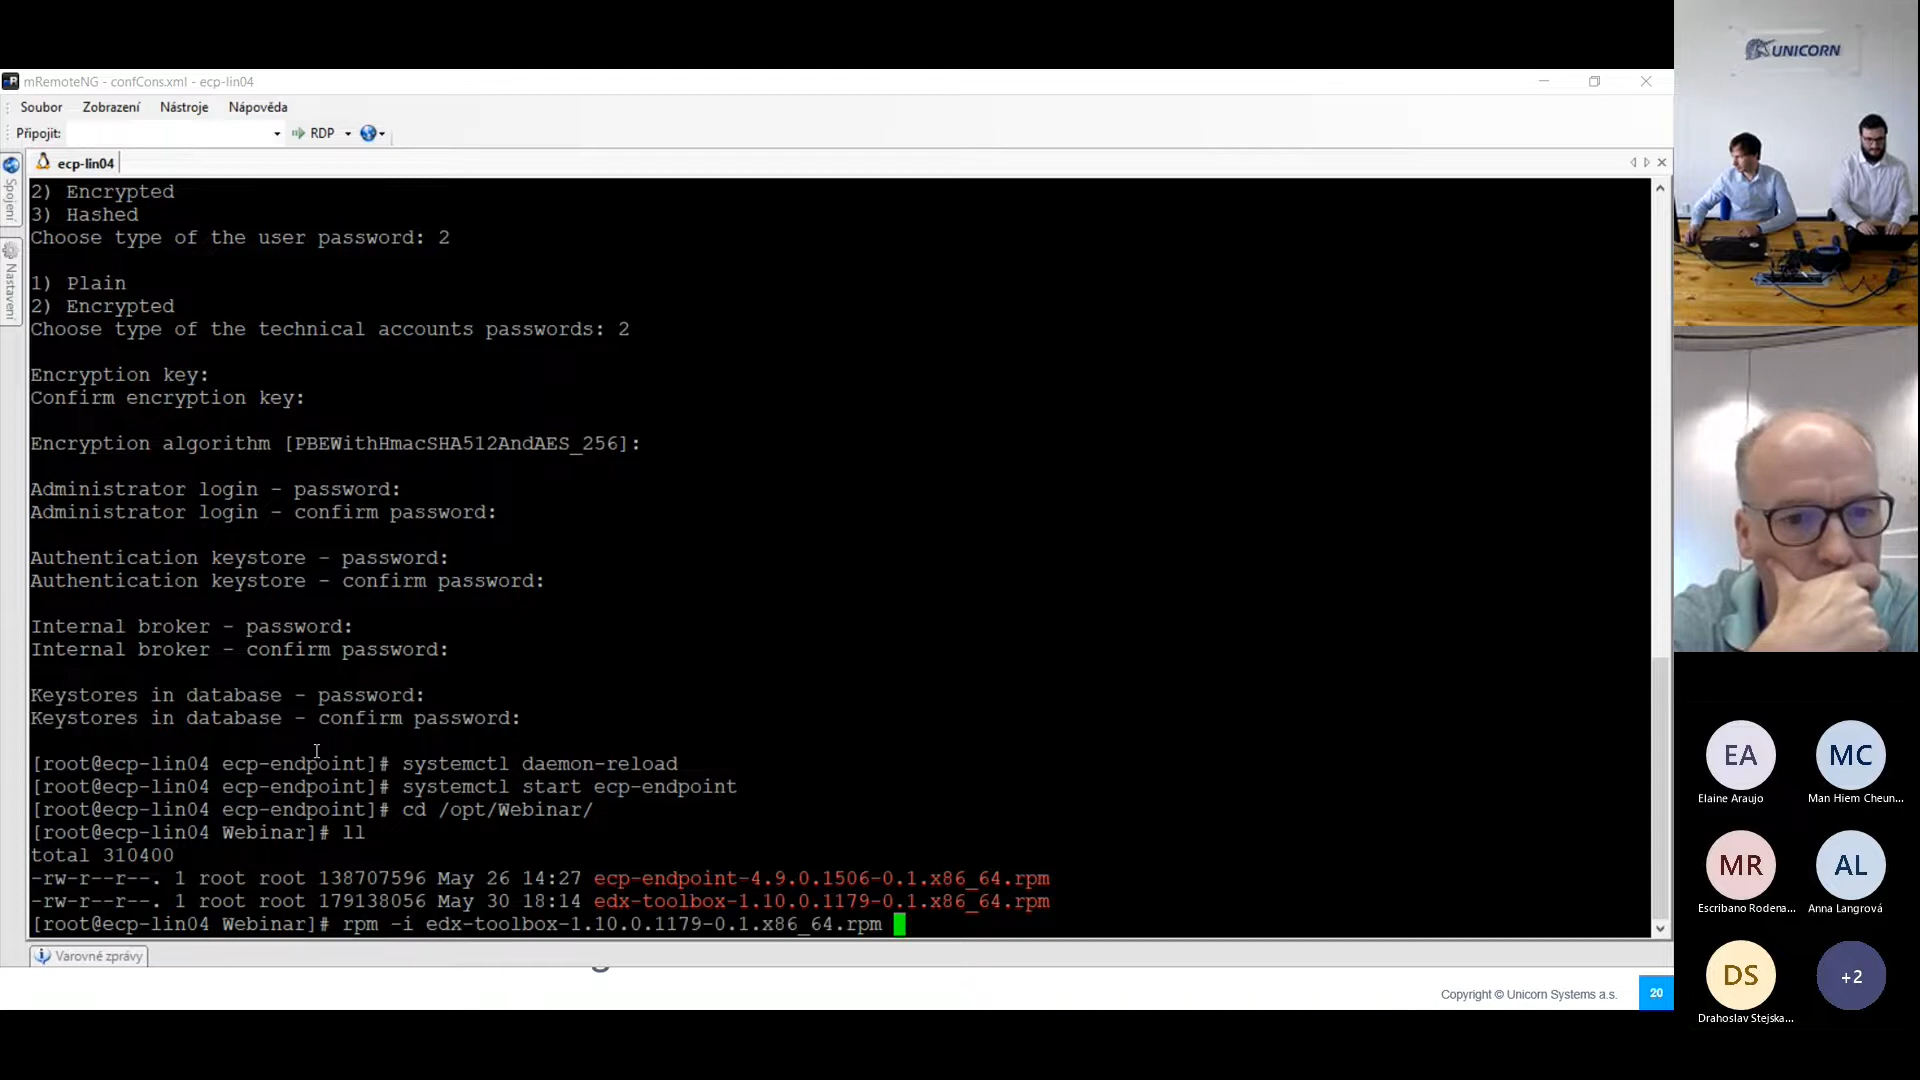 mRemoteNG - confCons.xml - ecp-lin04
Soubor Zobrazení Nástroje Nápověda
Připojit: RDP
ecp-lin04
Spojení
Nastavení
2) Encrypted
3) Hashed
Choose type of the user password: 2
1) Plain
2) Encrypted
Choose type of the technical accounts passwords: 2
Encryption key:
Confirm encryption key:
Encryption algorithm [PBEWithHmacSHA512AndAES_256]:
Administrator login - password:
Administrator login - confirm password:
Authentication keystore - password:
Authentication keystore - confirm password:
Internal broker - password:
Internal broker - confirm password:
Keystores in database - password:
Keystores in database - confirm password:
[root@ecp-lin04 ecp-endpoint]# systemctl daemon-reload
[root@ecp-lin04 ecp-endpoint]# systemctl start ecp-endpoint
[root@ecp-lin04 ecp-endpoint]# cd /opt/Webinar/
[root@ecp-lin04 Webinar]# ll
total 310400
-rw-r--r--. 1 root root 138707596 May 26 14:27 ecp-endpoint-4.9.0.1506-0.1.x86_64.rpm
-rw-r--r--. 1 root root 179138056 May 30 18:14 edx-toolbox-1.10.0.1179-0.1.x86_64.rpm
[root@ecp-lin04 Webinar]# rpm -i edx-toolbox-1.10.0.1179-0.1.x86_64.rpm
Varovné zprávy
Copyright © Unicorn Systems a.s. 20
UNICORN
EA MC
Elaine Araujo Man Hiem Cheun...
MR AL
Escribano Rodena... Anna Langrová
DS +2
Drahoslav Stejska...